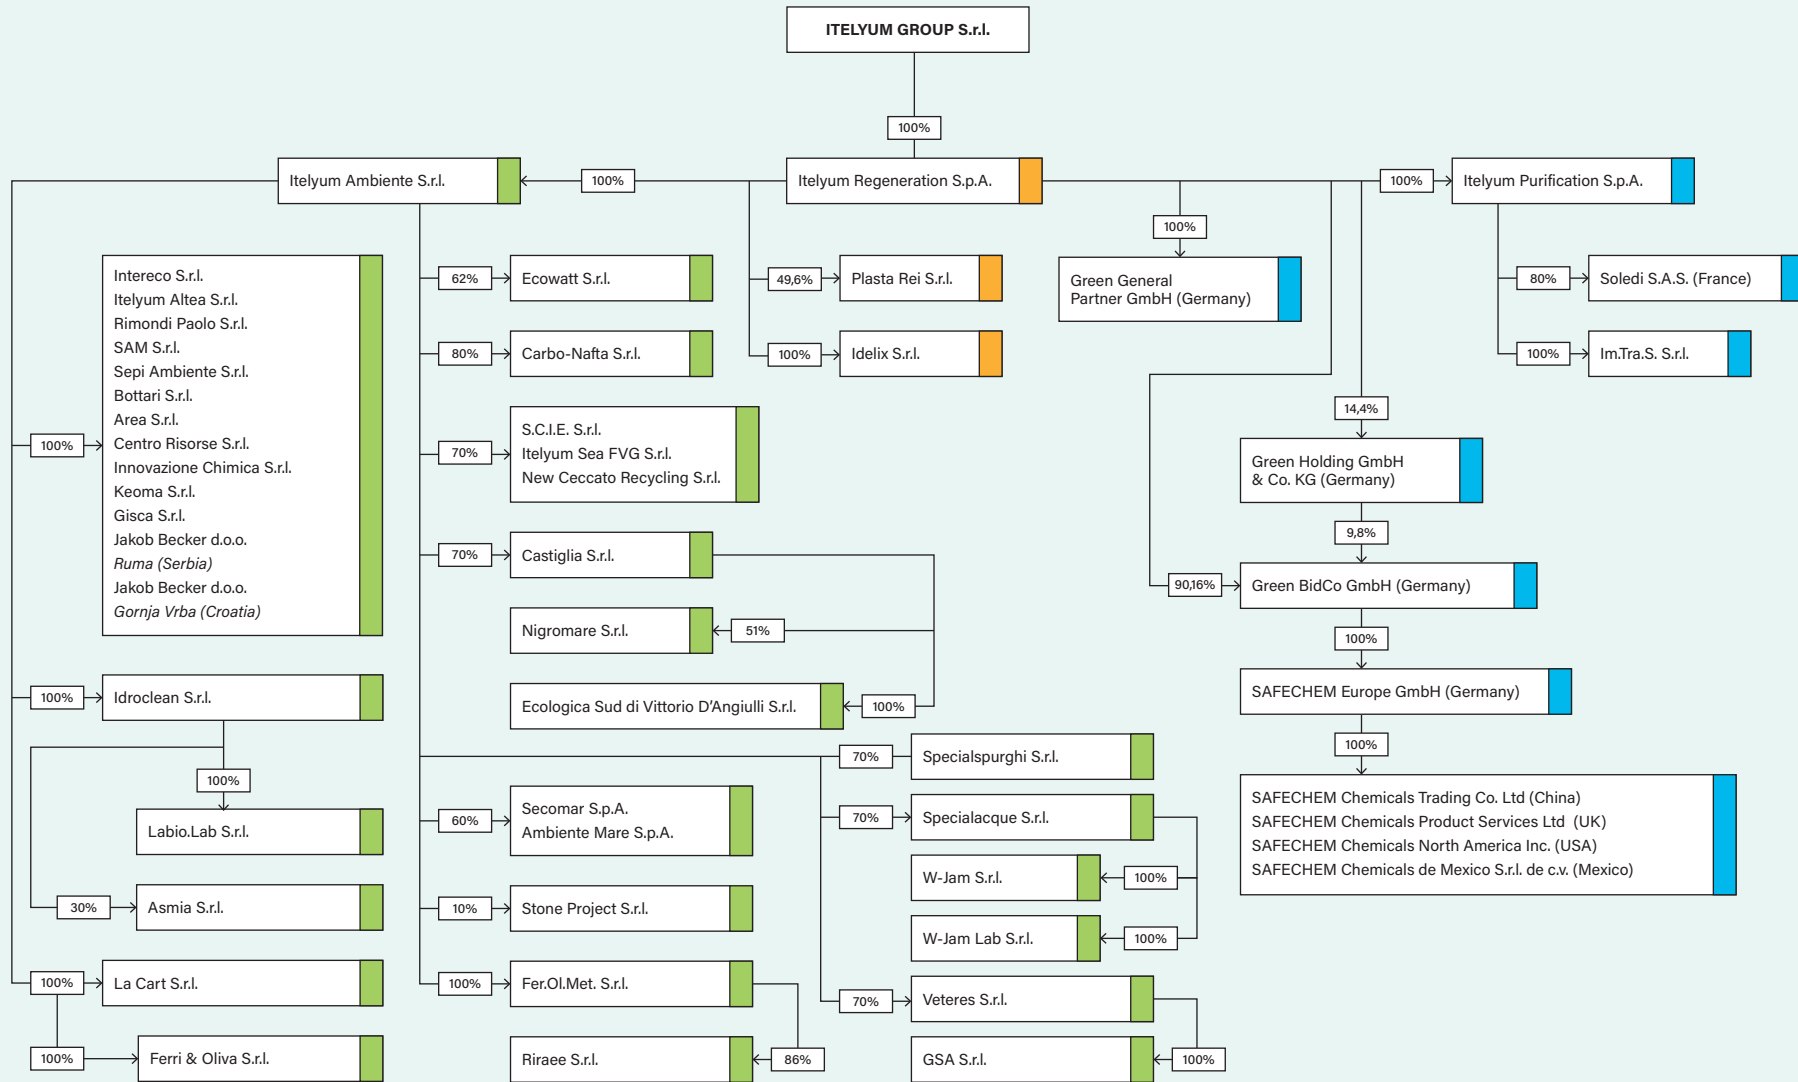 ITELYUM GROUP S.r.l.
100%
Itelyum Ambiente S.r.l.
100%
Itelyum Regeneration S.p.A.
100%
Itelyum Purification S.p.A.
100%
Intereco S.r.l.
Itelyum Altea S.r.l.
Rimondi Paolo S.r.l.
SAM S.r.l.
Sepi Ambiente S.r.l.
Bottari S.r.l.
Area S.r.l.
Centro Risorse S.r.l.
Innovazione Chimica S.r.l.
Keoma S.r.l.
Gisca S.r.l.
Jakob Becker d.o.o.
Ruma (Serbia)
Jakob Becker d.o.o.
Gornja Vrba (Croatia)
100%
Idroclean S.r.l.
100%
Labio.Lab S.r.l.
30%
Asmia S.r.l.
100%
La Cart S.r.l.
100%
Ferri & Oliva S.r.l.
62%
Ecowatt S.r.l.
80%
Carbo-Nafta S.r.l.
70%
S.C.I.E. S.r.l.
Itelyum Sea FVG S.r.l.
New Ceccato Recycling S.r.l.
70%
Castiglia S.r.l.
Nigromare S.r.l.
51%
Ecologica Sud di Vittorio D'Angiulli S.r.l.
100%
60%
Secomar S.p.A.
Ambiente Mare S.p.A.
10%
Stone Project S.r.l.
100%
Fer.Ol.Met. S.r.l.
Riraee S.r.l.
86%
70%
Specialspurghi S.r.l.
70%
Specialacque S.r.l.
W-Jam S.r.l.
100%
W-Jam Lab S.r.l.
100%
70%
Veteres S.r.l.
GSA S.r.l.
100%
49,6%
Plasta Rei S.r.l.
100%
Idelix S.r.l.
100%
Green General
Partner GmbH (Germany)
80%
Soledi S.A.S. (France)
100%
Im.Tra.S. S.r.l.
14,4%
Green Holding GmbH
& Co. KG (Germany)
9,8%
90,16%
Green BidCo GmbH (Germany)
100%
SAFECHEM Europe GmbH (Germany)
100%
SAFECHEM Chemicals Trading Co. Ltd (China)
SAFECHEM Chemicals Product Services Ltd (UK)
SAFECHEM Chemicals North America Inc. (USA)
SAFECHEM Chemicals de Mexico S.r.l. de c.v. (Mexico)